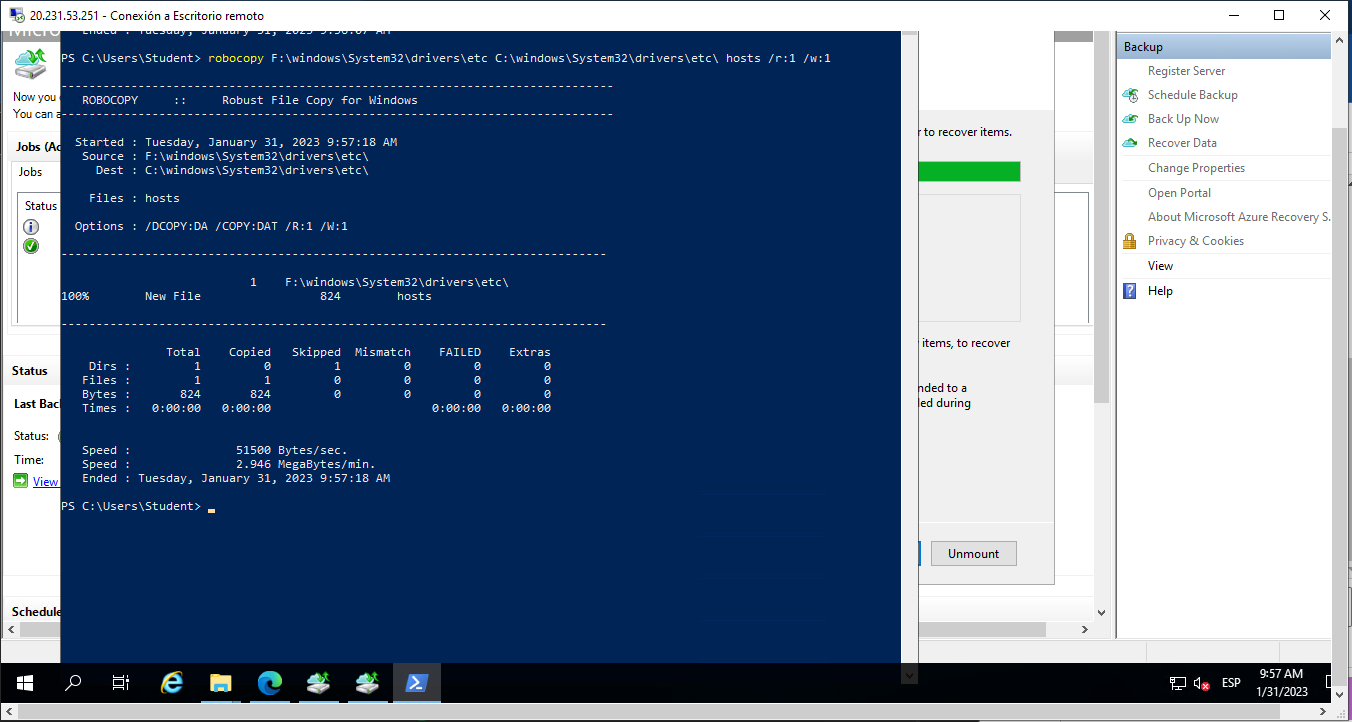 20.231.53.251 - Conexión a Escritorio remoto
Ended : Tuesday, January 31, 2023 9:56:07 AM
PS C:\Users\Student> robocopy F:\windows\System32\drivers\etc C:\windows\System32\drivers\etc\ hosts /r:1 /w:1
-------------------------------------------------------------------------------
ROBOCOPY :: Robust File Copy for Windows
-------------------------------------------------------------------------------
Started : Tuesday, January 31, 2023 9:57:18 AM
Source : F:\windows\System32\drivers\etc\
Dest : C:\windows\System32\drivers\etc\
Files : hosts
Options : /DCOPY:DA /COPY:DAT /R:1 /W:1
------------------------------------------------------------------------------
1 F:\windows\System32\drivers\etc\
100% New File 824 hosts
------------------------------------------------------------------------------
Total Copied Skipped Mismatch FAILED Extras
Dirs : 1 0 1 0 0 0
Files : 1 1 0 0 0 0
Bytes : 824 824 0 0 0 0
Times : 0:00:00 0:00:00 0:00:00 0:00:00
Speed : 51500 Bytes/sec.
Speed : 2.946 MegaBytes/min.
Ended : Tuesday, January 31, 2023 9:57:18 AM
PS C:\Users\Student>
Micro
Now you
You can a
Jobs (Ac
Jobs
Status
Status
Last Bac
Status:
Time:
View
Schedule
r to recover items.
items, to recover
nded to a
led during
Unmount
Backup
Register Server
Schedule Backup
Back Up Now
Recover Data
Change Properties
Open Portal
About Microsoft Azure Recovery S.
Privacy & Cookies
View
Help
ESP
9:57 AM
1/31/2023